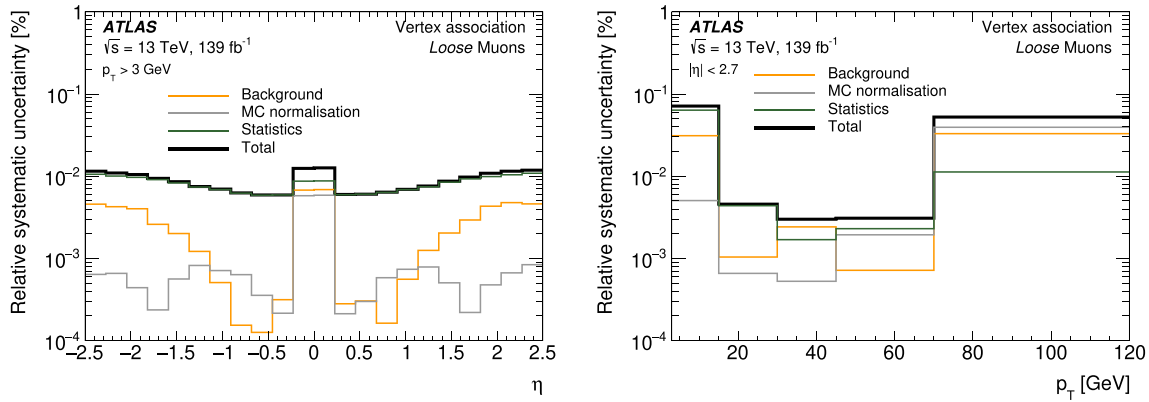 Relative systematic uncertainty [%]
1
10⁻¹
10⁻²
10⁻³
10⁻⁴
ATLAS
√s = 13 TeV, 139 fb⁻¹
p_T > 3 GeV
Vertex association
Loose Muons
Background
MC normalisation
Statistics
Total
−2.5 −2 −1.5 −1 −0.5 0 0.5 1 1.5 2 2.5
η
Relative systematic uncertainty [%]
1
10⁻¹
10⁻²
10⁻³
10⁻⁴
ATLAS
√s = 13 TeV, 139 fb⁻¹
|η| < 2.7
Vertex association
Loose Muons
Background
MC normalisation
Statistics
Total
20 40 60 80 100 120
p_T [GeV]